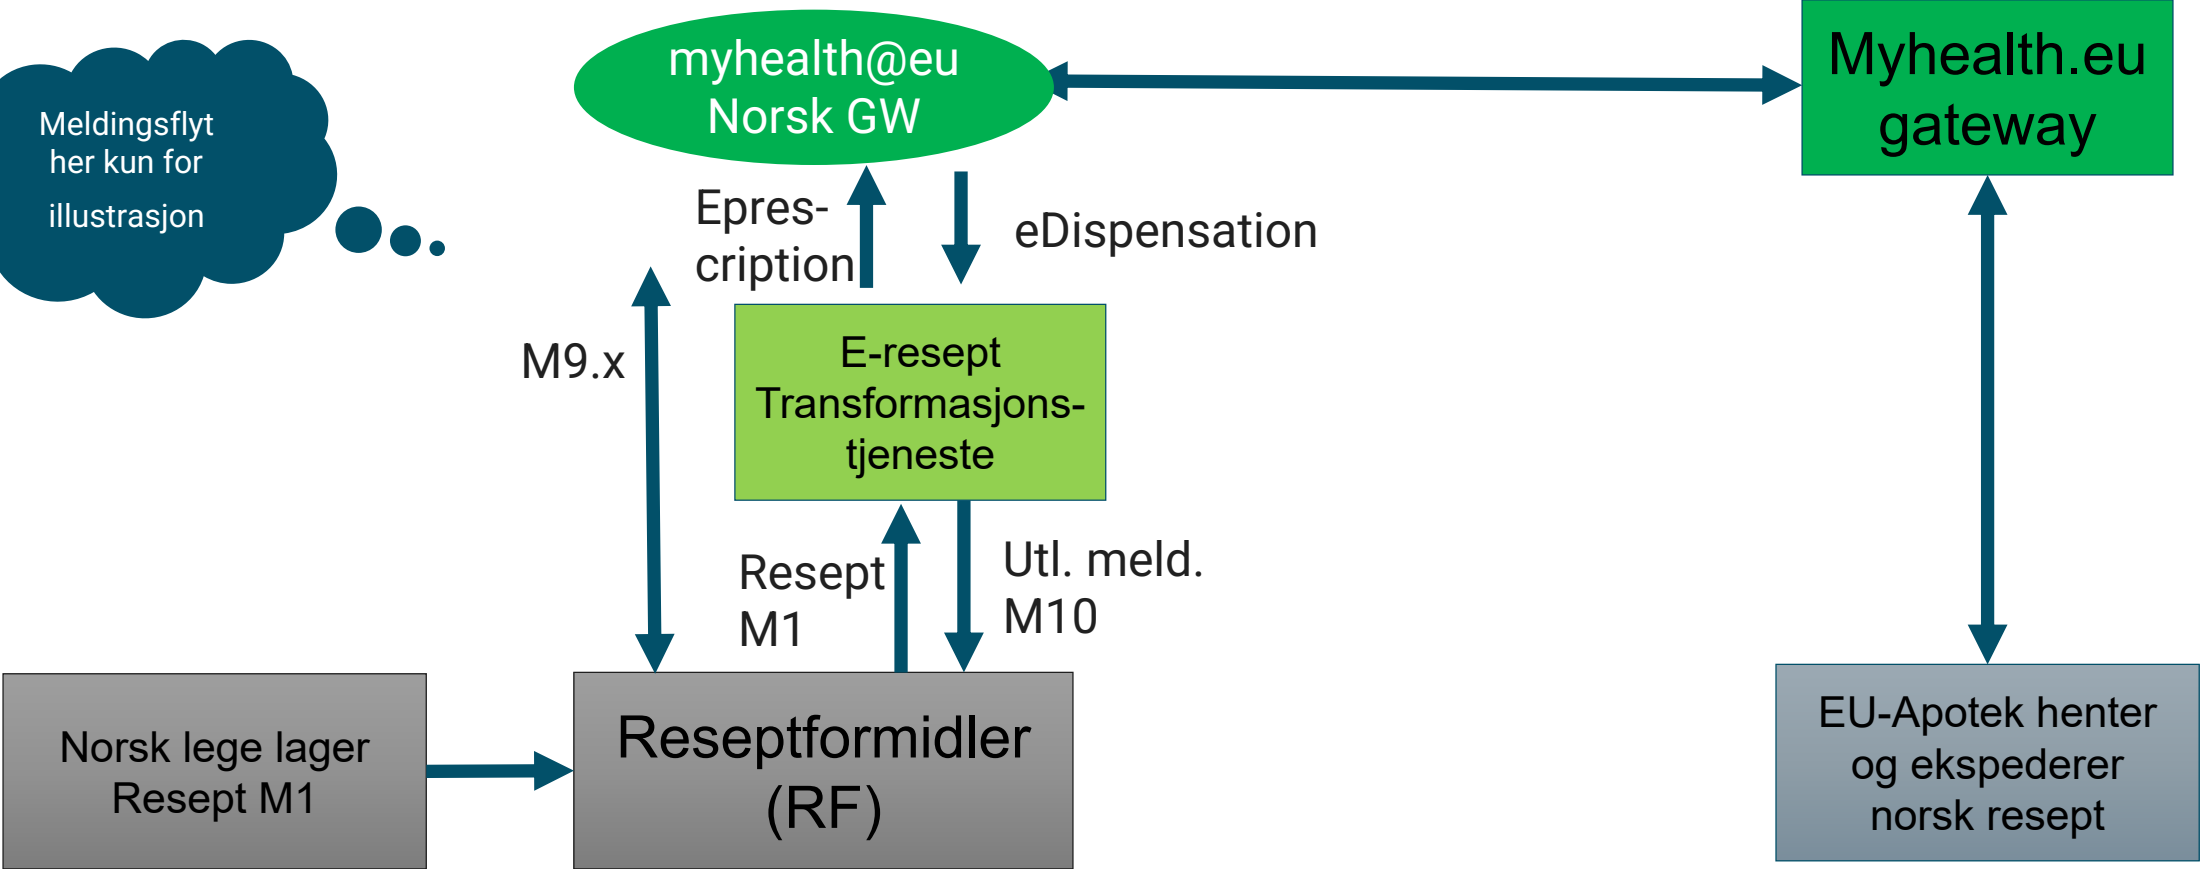 myhealth@eu
Norsk GW
Myhealth.eu
gateway
Meldingsflyt
her kun for
illustrasjon
Epres-
cription
eDispensation
M9.x
E-resept
Transformasjons-
tjeneste
Resept
M1
Utl. meld.
M10
Norsk lege lager
Resept M1
Reseptformidler
(RF)
EU-Apotek henter
og ekspederer
norsk resept